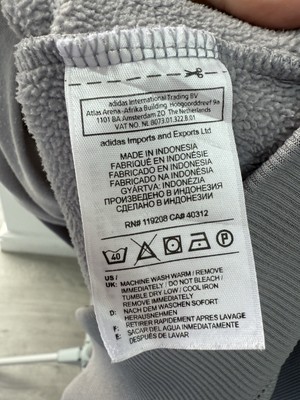 adidas International Trading BV
Atlas Arena-Afrika Building Hoogoorddreef 9a
1101 BA Amsterdam ZO The Netherlands
VAT NO. NL 8073.01.322.B.01
adidas Imports and Exports Ltd
MADE IN INDONESIA
FABRIQUÉ EN INDONÉSIE
FABRICADO EN INDONESIA
FABRICADO NA INDONÉSIA
GYÁRTVA: INDONÉZIA
ПРОИЗВЕДЕНО В ИНДОНЕЗИЯ
СДЕЛАНО В ИНДОНЕЗИИ
RN# 119208 CA# 40312
40
US /
UK: MACHINE WASH WARM / REMOVE
IMMEDIATELY / DO NOT BLEACH /
TUMBLE DRY LOW / COOL IRON
D: NACH DEM WASCHEN SOFORT
HERAUSNEHMEN
F: RETIRER RAPIDEMENT APRES LAVAGE
E: SACAR DEL AGUA IMMEDIATAMENTE
DESPUÉS DE LAVAR